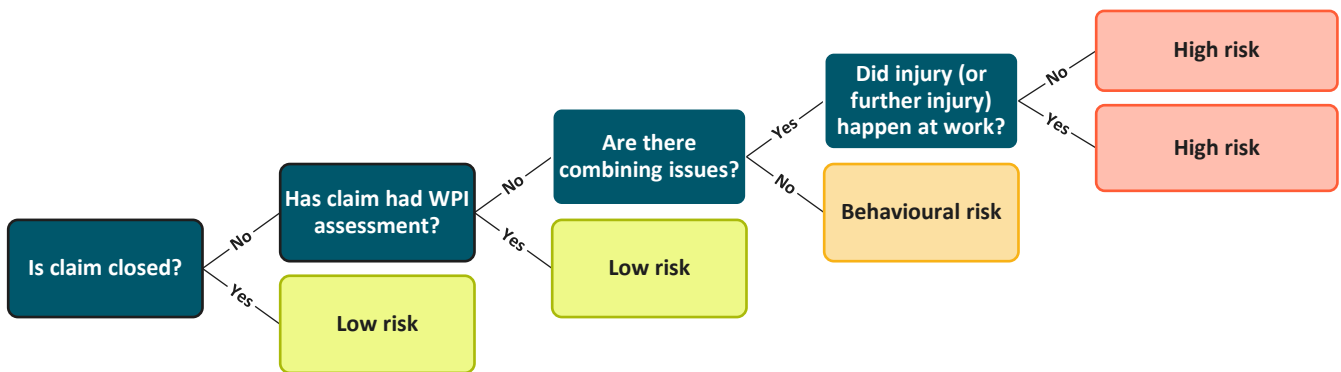 Is claim closed?
No
Yes
Has claim had WPI
assessment?
Low risk
No
Yes
Are there
combining issues?
Low risk
Yes
No
Did injury (or
further injury)
happen at work?
Behavioural risk
No
Yes
High risk
High risk